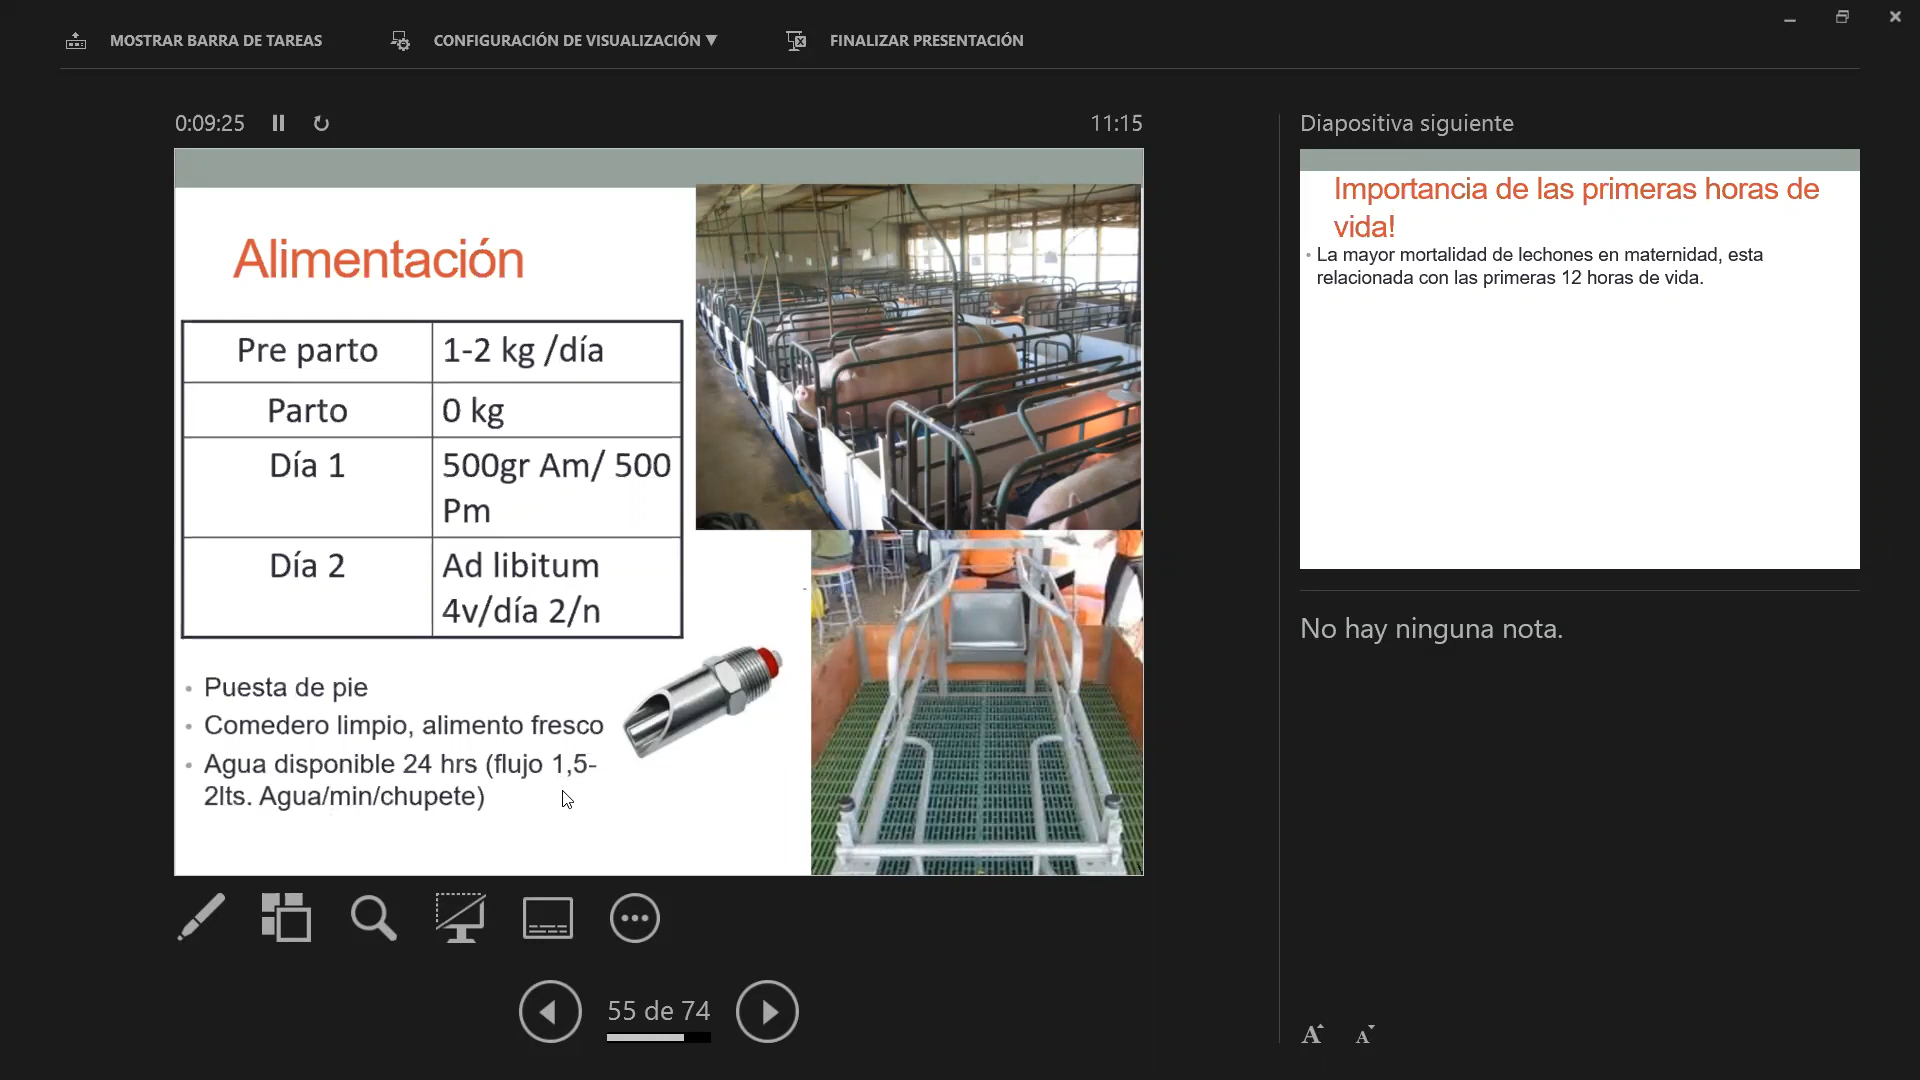 MOSTRAR BARRA DE TAREAS
CONFIGURACIÓN DE VISUALIZACIÓN ▼
FINALIZAR PRESENTACIÓN
0:09:25
11:15
Alimentación
Pre parto
1-2 kg /día
Parto
0 kg
Día 1
500gr Am/ 500
Pm
Día 2
Ad libitum
4v/día 2/n
• Puesta de pie
• Comedero limpio, alimento fresco
• Agua disponible 24 hrs (flujo 1,5-
2lts. Agua/min/chupete)
55 de 74
Diapositiva siguiente
Importancia de las primeras horas de
vida!
• La mayor mortalidad de lechones en maternidad, esta
relacionada con las primeras 12 horas de vida.
No hay ninguna nota.
A
A